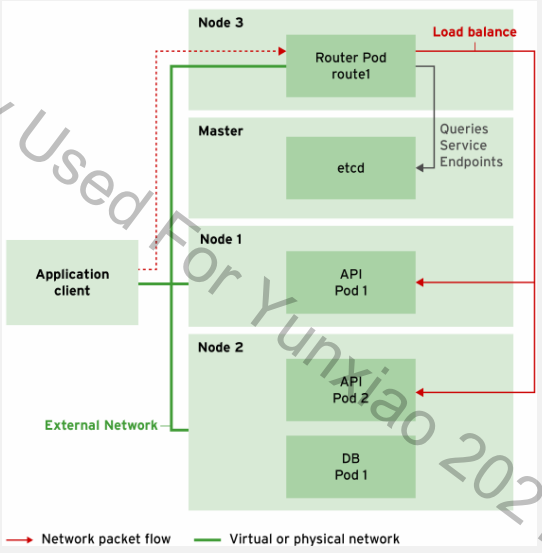 Node 3
Load balance
Router Pod
route1
Queries
Service
Endpoints
Master
etcd
Node 1
Application
client
API
Pod 1
Node 2
API
Pod 2
External Network
DB
Pod 1
Network packet flow
Virtual or physical network
y Used For Yunxiao 202